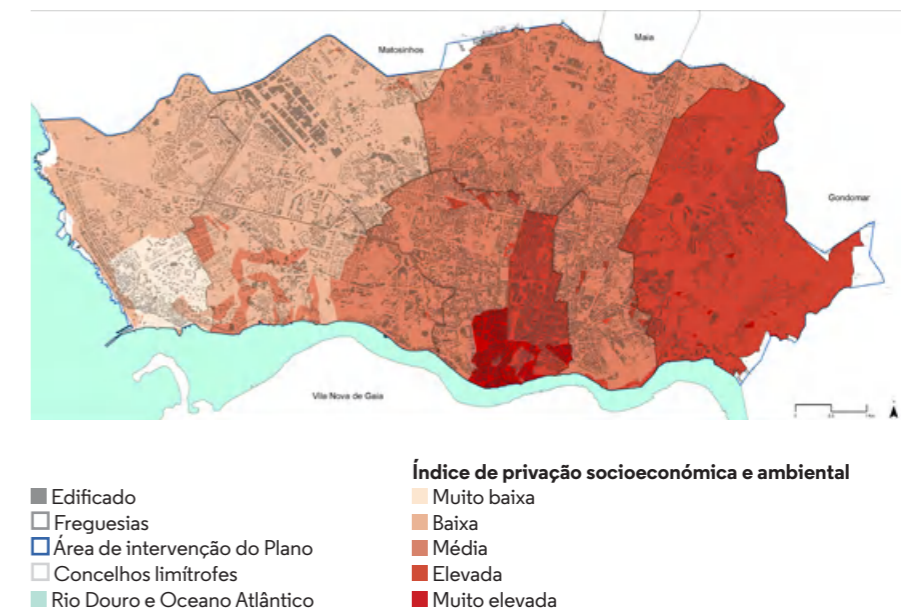 Matosinhos
Maia
Gondomar
Vila Nova de Gaia
Índice de privação socioeconómica e ambiental
Edificado
Freguesias
Área de intervenção do Plano
Concelhos limítrofes
Rio Douro e Oceano Atlântico
Muito baixa
Baixa
Média
Elevada
Muito elevada